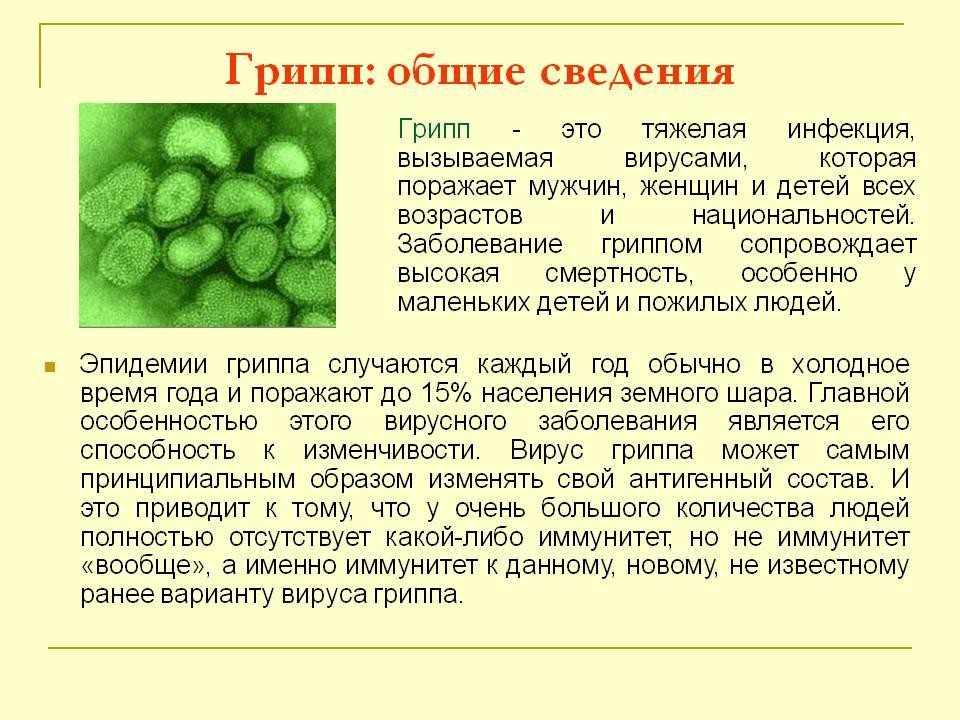 Грипп: общие сведения
Грипп - это тяжелая инфекция,
вызываемая вирусами, которая
поражает мужчин, женщин и детей всех
возрастов и национальностей.
Заболевание гриппом сопровождает
высокая смертность, особенно у
маленьких детей и пожилых людей.
Эпидемии гриппа случаются каждый год обычно в холодное
время года и поражают до 15% населения земного шара. Главной
особенностью этого вирусного заболевания является его
способность к изменчивости. Вирус гриппа может самым
принципиальным образом изменять свой антигенный состав. И
это приводит к тому, что у очень большого количества людей
полностью отсутствует какой-либо иммунитет, но не иммунитет
«вообще», а именно иммунитет к данному, новому, не известному
ранее варианту вируса гриппа.